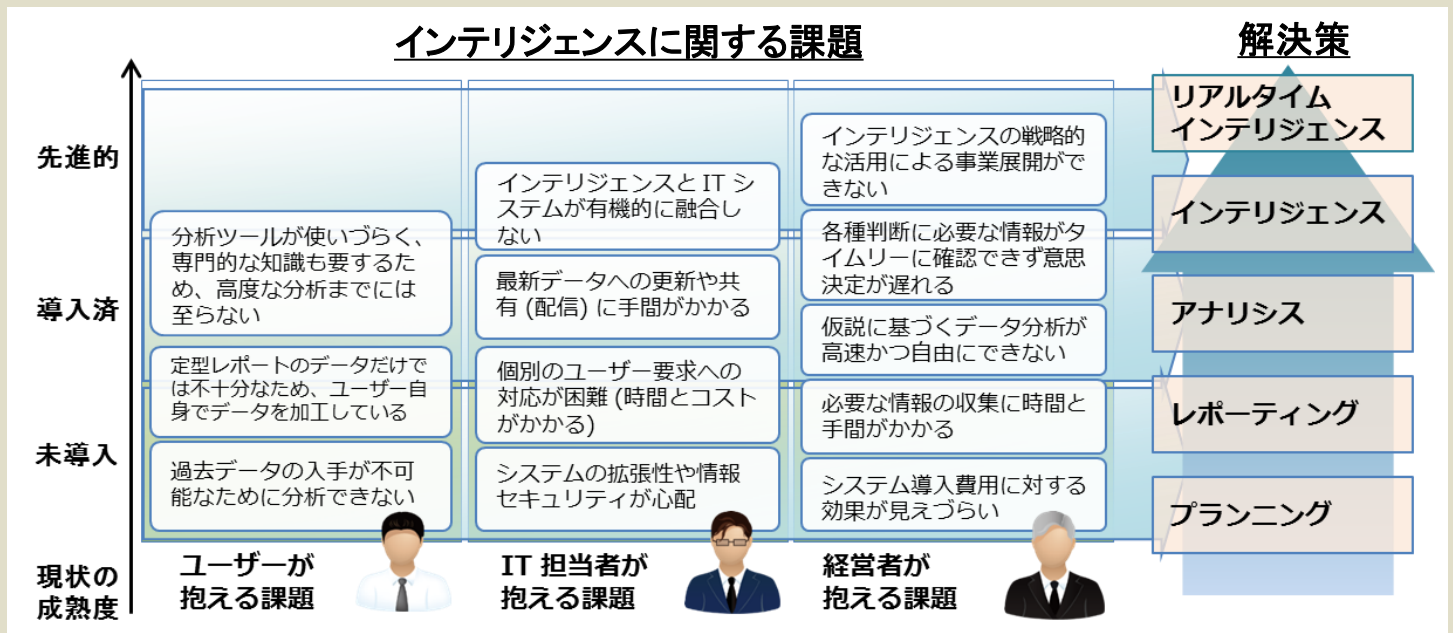 インテリジェンスに関する課題
解決策
先進的
導入済
未導入
現状の
成熟度
分析ツールが使いづらく、
専門的な知識も要するた
め、高度な分析までには
至らない
定型レポートのデータだけで
は不十分なため、ユーザー自
身でデータを加工している
過去データの入手が不可
能なために分析できない
ユーザーが
抱える課題
インテリジェンスと IT シ
ステムが有機的に融合し
ない
最新データへの更新や共
有 (配信) に手間がかかる
個別のユーザー要求への
対応が困難 (時間とコスト
がかかる)
システムの拡張性や情報
セキュリティが心配
IT 担当者が
抱える課題
インテリジェンスの戦略的
な活用による事業展開がで
きない
各種判断に必要な情報がタ
イムリーに確認できず意思
決定が遅れる
仮説に基づくデータ分析が
高速かつ自由にできない
必要な情報の収集に時間と
手間がかかる
システム導入費用に対する
効果が見えづらい
経営者が
抱える課題
リアルタイム
インテリジェンス
インテリジェンス
アナリシス
レポーティング
プランニング